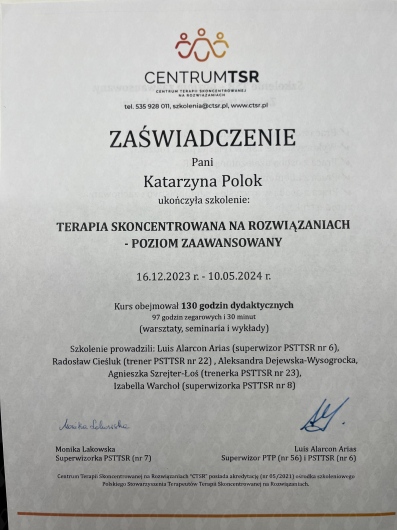 CENTRUMTSR
CENTRUM TERAPII SKONCENTROWANEJ
NA ROZWIĄZANIACH
tel. 535 928 011, szkolenia@ctsr.pl, www.ctsr.pl
ZAŚWIADCZENIE
Pani
Katarzyna Polok
ukończyła szkolenie:
TERAPIA SKONCENTROWANA NA ROZWIĄZANIACH
- POZIOM ZAAWANSOWANY
16.12.2023 r. - 10.05.2024 r.
Kurs obejmował 130 godzin dydaktycznych
97 godzin zegarowych i 30 minut
(warsztaty, seminaria i wykłady)
Szkolenie prowadzili: Luis Alarcon Arias (superwizor PSTTSR nr 6),
Radosław Cieśluk (trener PSTTSR nr 22) , Aleksandra Dejewska-Wysogrocka,
Agnieszka Szrejter-Łoś (trenerka PSTTSR nr 23),
Izabella Warchoł (superwizorka PSTTSR nr 8)
Monika Lakowska
Monika Lakowska
Superwizorka PSTTSR (nr 7)
Luis Alarcon Arias
Superwizor PTP (nr 56) i PSTTSR (nr 6)
Centrum Terapii Skoncentrowanej na Rozwiązaniach "CTSR" posiada akredytację (nr 05/2021) ośrodka szkoleniowego
Polskiego Stowarzyszenia Terapeutów Terapii Skoncentrowanej na Rozwiązaniach.